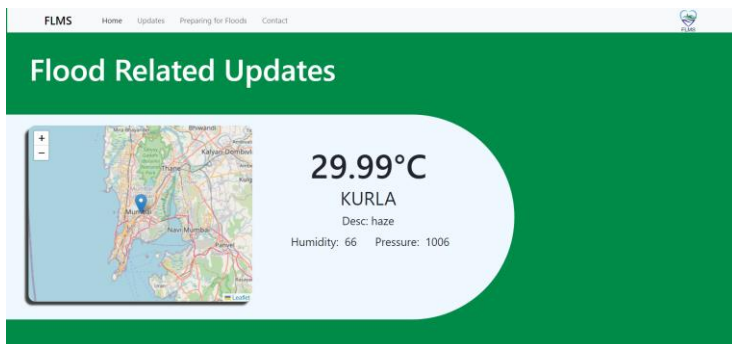 FLMS Home Updates Preparing for Floods Contact
FLMS
Flood Related Updates
+
−
Bhiwandi
Kalyan-Dombivli
Thane
Mumbai
Navi Mumbai
Panvel
29.99°C
KURLA
Desc: haze
Humidity: 66 Pressure: 1006
Leaflet